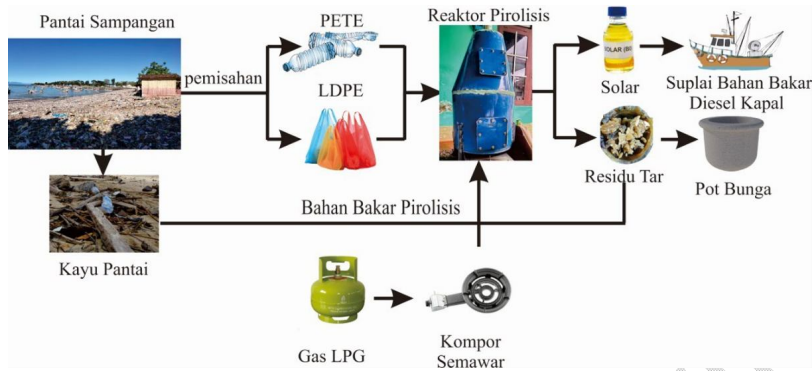 Pantai Sampangan
pemisahan
PETE
LDPE
Reaktor Pirolisis
SOLAR
Solar
Suplai Bahan Bakar
Diesel Kapal
Residu Tar
Pot Bunga
Kayu Pantai
Bahan Bakar Pirolisis
Gas LPG
Kompor
Semawar